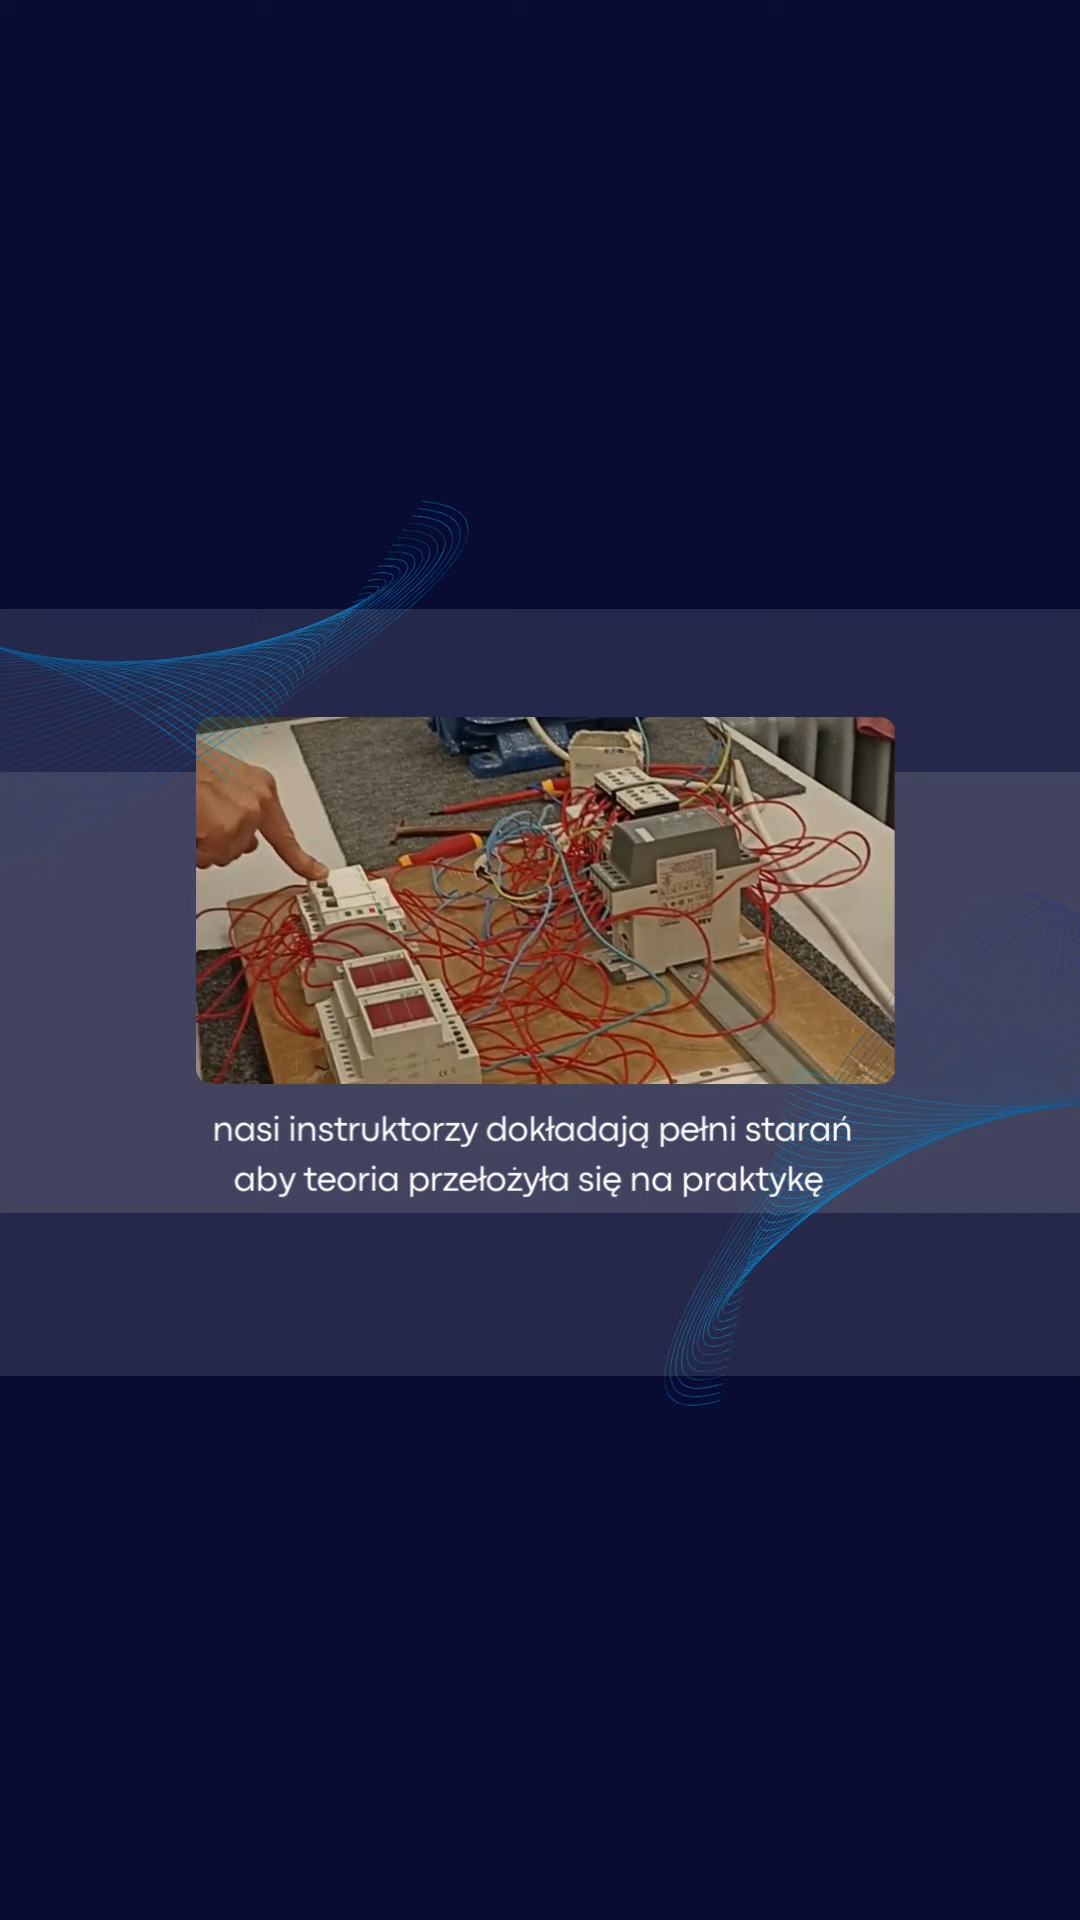 nasi instruktorzy dokładają pełni starań
aby teoria przełożyła się na praktykę